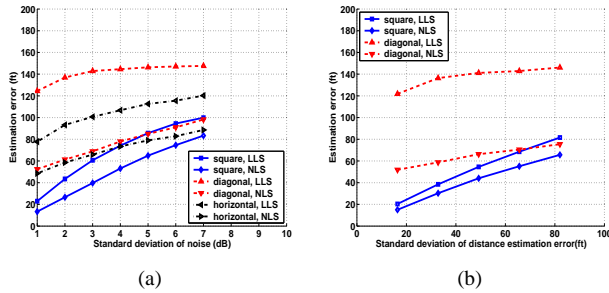 200
180
160
140
120
100
80
60
40
20
0
Estimation error (ft)
1 2 3 4 5 6 7 8 9 10
Standard deviation of noise (dB)
square, LLS
square, NLS
diagonal, LLS
diagonal, NLS
horizontal, LLS
horizontal, NLS
(a)
200
180
160
140
120
100
80
60
40
20
0
Estimation error (ft)
square, LLS
square, NLS
diagonal, LLS
diagonal, NLS
0 20 40 60 80 100
Standard deviation of distance estimation error(ft)
(b)